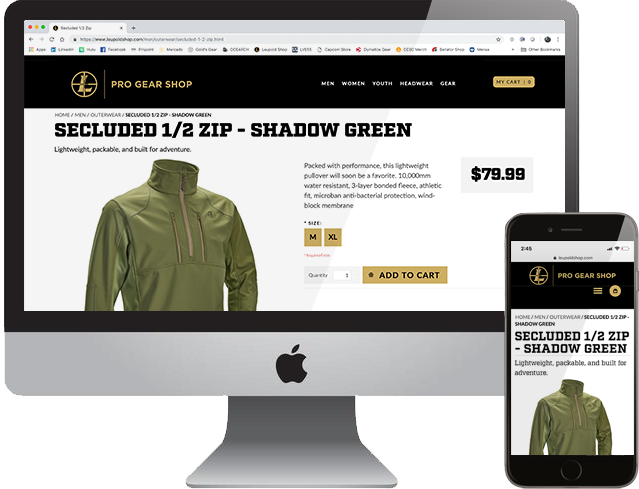 Secluded 1/2 Zip
https://www.leupoldshop.com/men/outerwear/secluded-1-2-zip.html
Apps LinkedIn Hulu Facebook Pinpoint Mercado Gold's Gear OCEARCH Leupold Shop LIVE5 Capcom Store Dymatize Gear CCSD Merch Senator Shop Mensa » Other Bookmarks
PRO GEAR SHOP
MEN WOMEN YOUTH HEADWEAR GEAR
MY CART | 0
HOME / MEN / OUTERWEAR / SECLUDED 1/2 ZIP - SHADOW GREEN
SECLUDED 1/2 ZIP - SHADOW GREEN
Lightweight, packable, and built for adventure.
Packed with performance, this lightweight
pullover will soon be a favorite. 10,000mm
water resistant, 3-layer bonded fleece, athletic
fit, microban anti-bacterial protection, wind-
block membrane
$79.99
* SIZE:
M XL
* Required Fields
Quantity 1
ADD TO CART
2:45
leupoldshop.com
PRO GEAR SHOP
HOME / MEN / OUTERWEAR / SECLUDED 1/2 ZIP -
SHADOW GREEN
SECLUDED 1/2 ZIP
- SHADOW GREEN
Lightweight, packable, and built for
adventure.